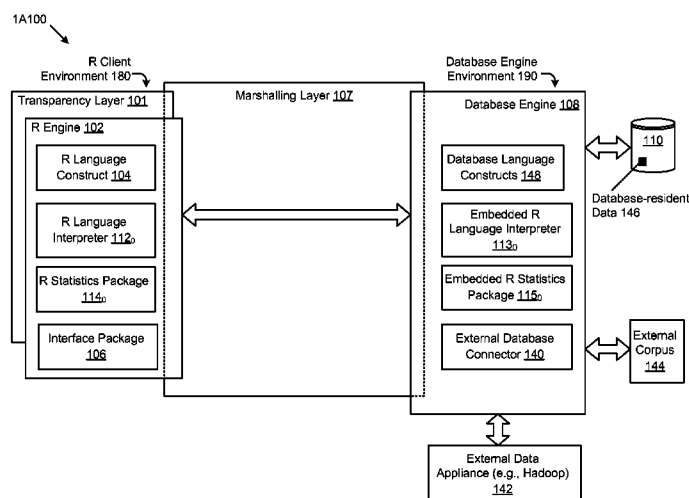 1A100
R Client
Environment 180
Database Engine
Environment 190
Transparency Layer 101
Marshalling Layer 107
Database Engine 108
R Engine 102
110
R Language
Construct 104
Database Language
Constructs 148
Database-resident
Data 146
R Language
Interpreter 112₀
Embedded R
Language Interpreter
113₀
R Statistics Package
114₀
Embedded R Statistics
Package 115₀
Interface Package
106
External Database
Connector 140
External
Corpus
144
External Data
Appliance (e.g., Hadoop)
142